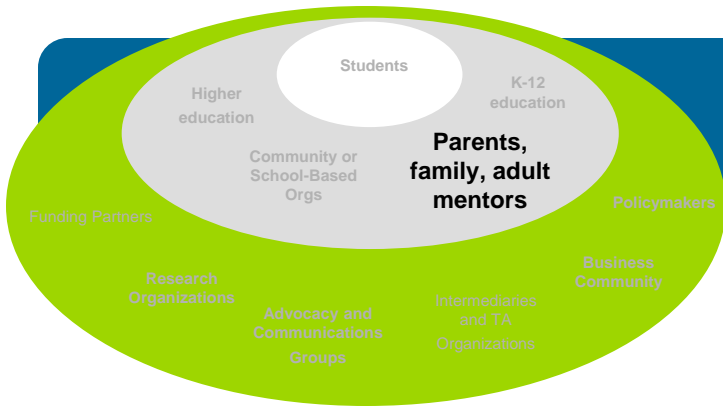 Students
Higher
education
K-12
education
Community or
School-Based
Orgs
Parents,
family, adult
mentors
Funding Partners
Policymakers
Research
Organizations
Business
Community
Advocacy and
Communications
Groups
Intermediaries
and TA
Organizations